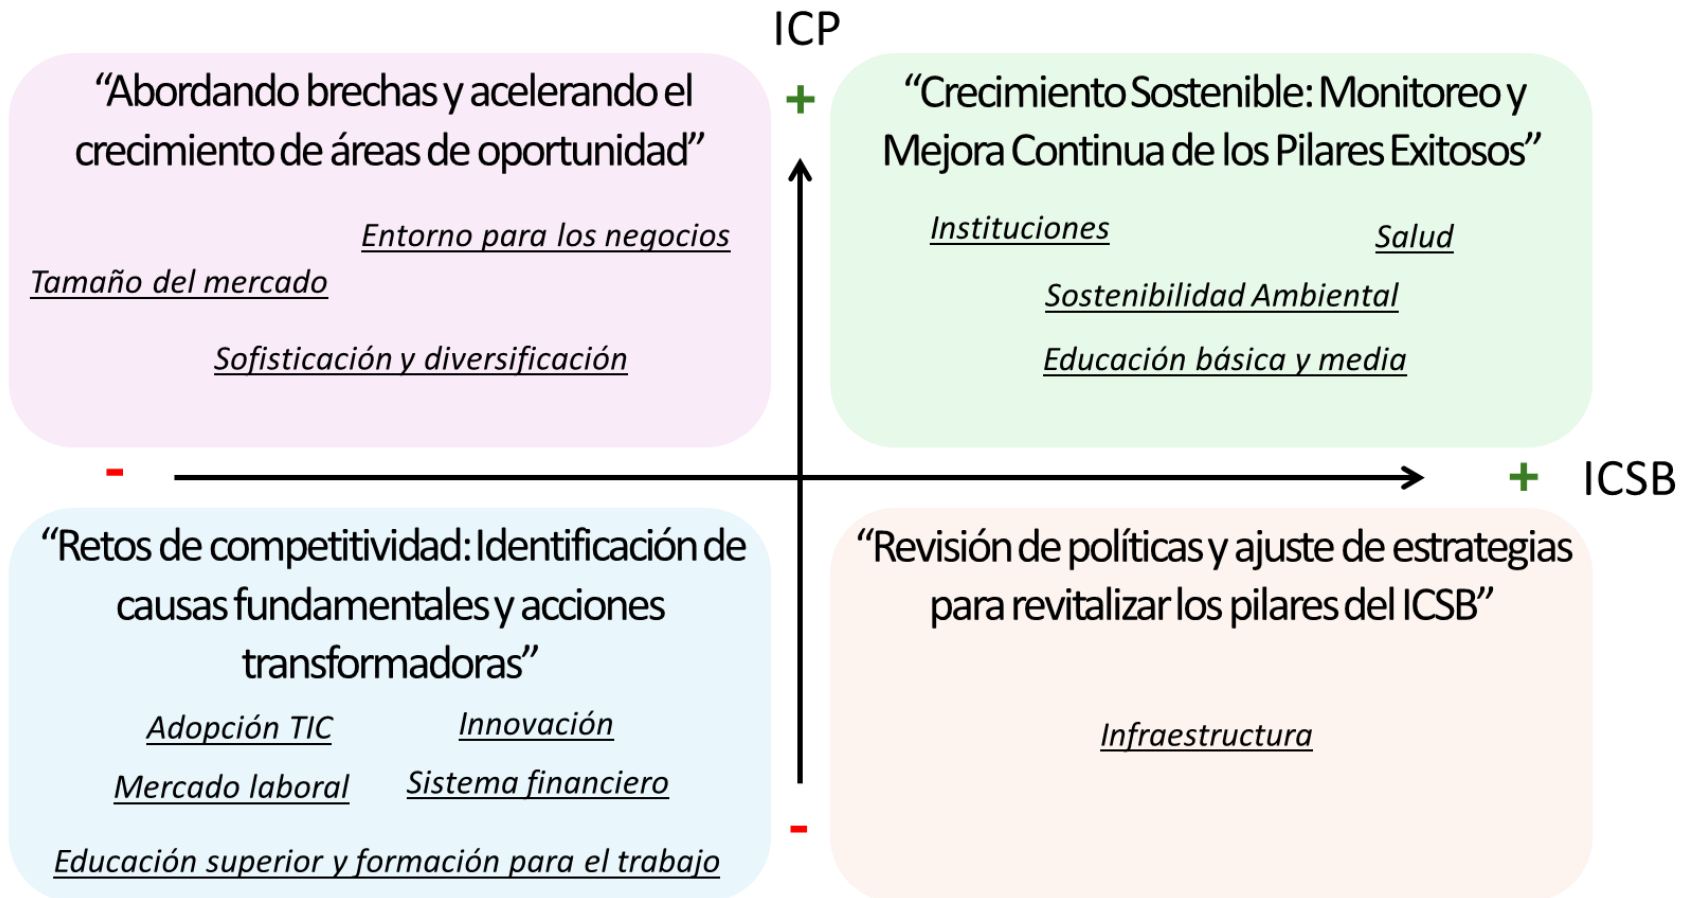 ICP
“Abordando brechas y acelerando el
crecimiento de áreas de oportunidad”
Entorno para los negocios
Tamaño del mercado
Sofisticación y diversificación
+
“Crecimiento Sostenible: Monitoreo y
Mejora Continua de los Pilares Exitosos”
Instituciones
Salud
Sostenibilidad Ambiental
Educación básica y media
-
+
ICSB
“Retos de competitividad: Identificación de
causas fundamentales y acciones
transformadoras”
Adopción TIC
Innovación
Mercado laboral
Sistema financiero
Educación superior y formación para el trabajo
-
“Revisión de políticas y ajuste de estrategias
para revitalizar los pilares del ICSB”
Infraestructura